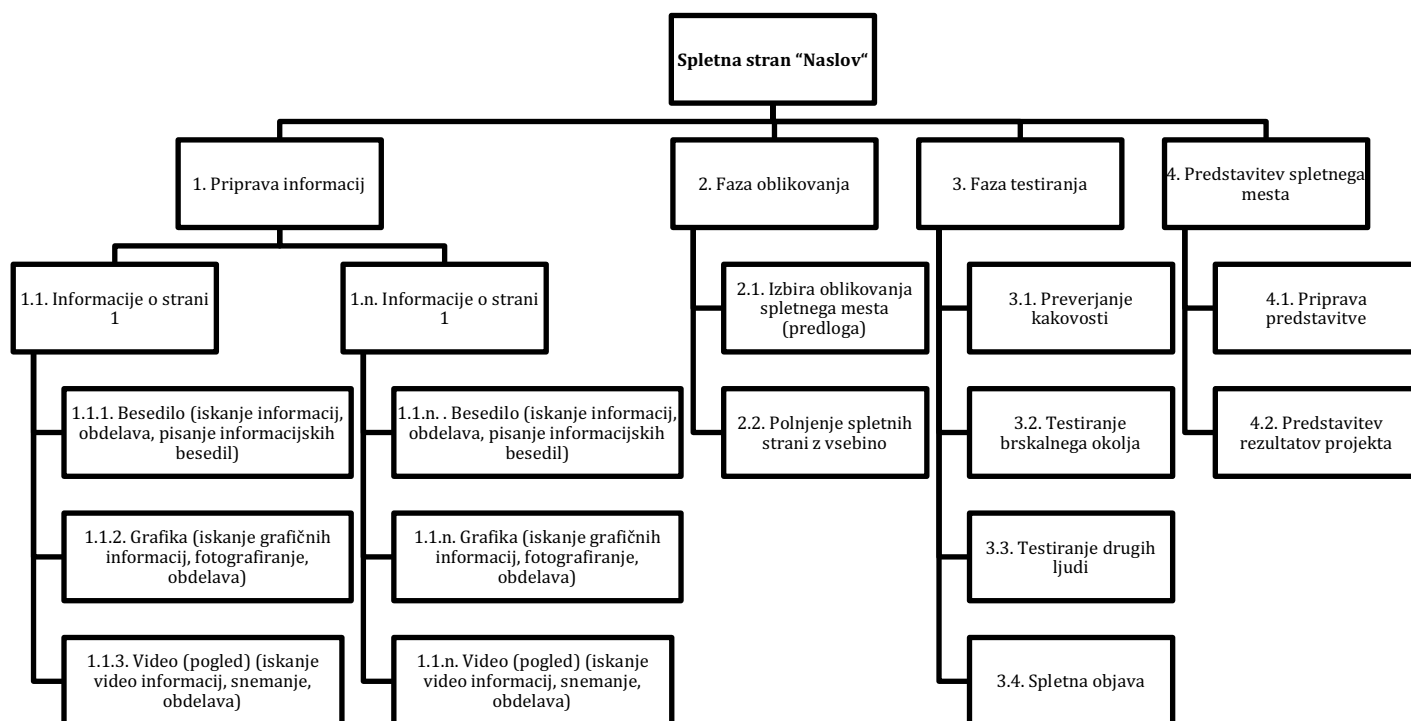 Spletna stran “Naslov“
1. Priprava informacij
2. Faza oblikovanja
3. Faza testiranja
4. Predstavitev spletnega
mesta
1.1. Informacije o strani
1
1.n. Informacije o strani
1
2.1. Izbira oblikovanja
spletnega mesta
(predloga)
3.1. Preverjanje
kakovosti
4.1. Priprava
predstavitve
1.1.1. Besedilo (iskanje informacij,
obdelava, pisanje informacijskih
besedil)
1.1.n. . Besedilo (iskanje informacij,
obdelava, pisanje informacijskih
besedil)
2.2. Polnjenje spletnih
strani z vsebino
3.2. Testiranje
brskalnega okolja
4.2. Predstavitev
rezultatov projekta
1.1.2. Grafika (iskanje grafičnih
informacij, fotografiranje,
obdelava)
1.1.n. Grafika (iskanje grafičnih
informacij, fotografiranje,
obdelava)
3.3. Testiranje drugih
ljudi
1.1.3. Video (pogled) (iskanje
video informacij, snemanje,
obdelava)
1.1.n. Video (pogled) (iskanje
video informacij, snemanje,
obdelava)
3.4. Spletna objava